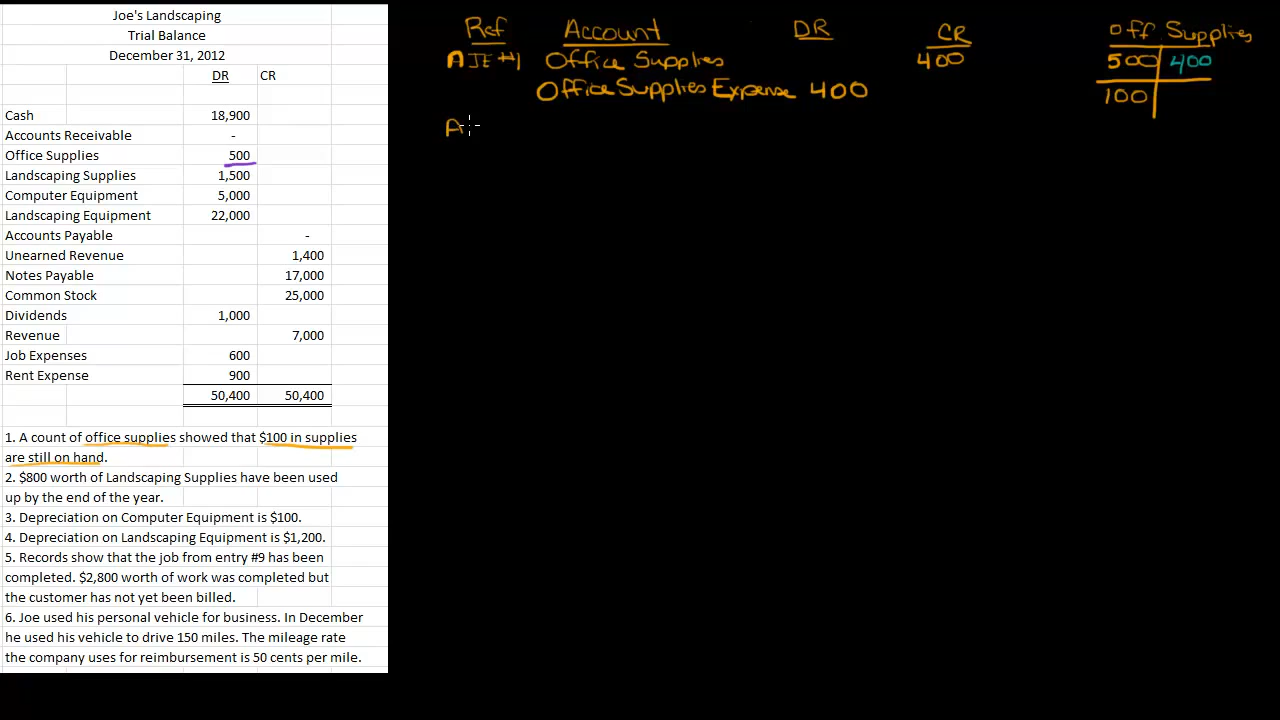 Joe's Landscaping
Trial Balance
December 31, 2012
DR CR
Cash 18,900
Accounts Receivable -
Office Supplies 500
Landscaping Supplies 1,500
Computer Equipment 5,000
Landscaping Equipment 22,000
Accounts Payable -
Unearned Revenue 1,400
Notes Payable 17,000
Common Stock 25,000
Dividends 1,000
Revenue 7,000
Job Expenses 600
Rent Expense 900
50,400 50,400
1. A count of office supplies showed that $100 in supplies
are still on hand.
2. $800 worth of Landscaping Supplies have been used
up by the end of the year.
3. Depreciation on Computer Equipment is $100.
4. Depreciation on Landscaping Equipment is $1,200.
5. Records show that the job from entry #9 has been
completed. $2,800 worth of work was completed but
the customer has not yet been billed.
6. Joe used his personal vehicle for business. In December
he used his vehicle to drive 150 miles. The mileage rate
the company uses for reimbursement is 50 cents per mile.
Ref Account DR CR
AJE #1 Office Supplies 400
Office Supplies Expense 400
A
Off Supplies
500 400
100